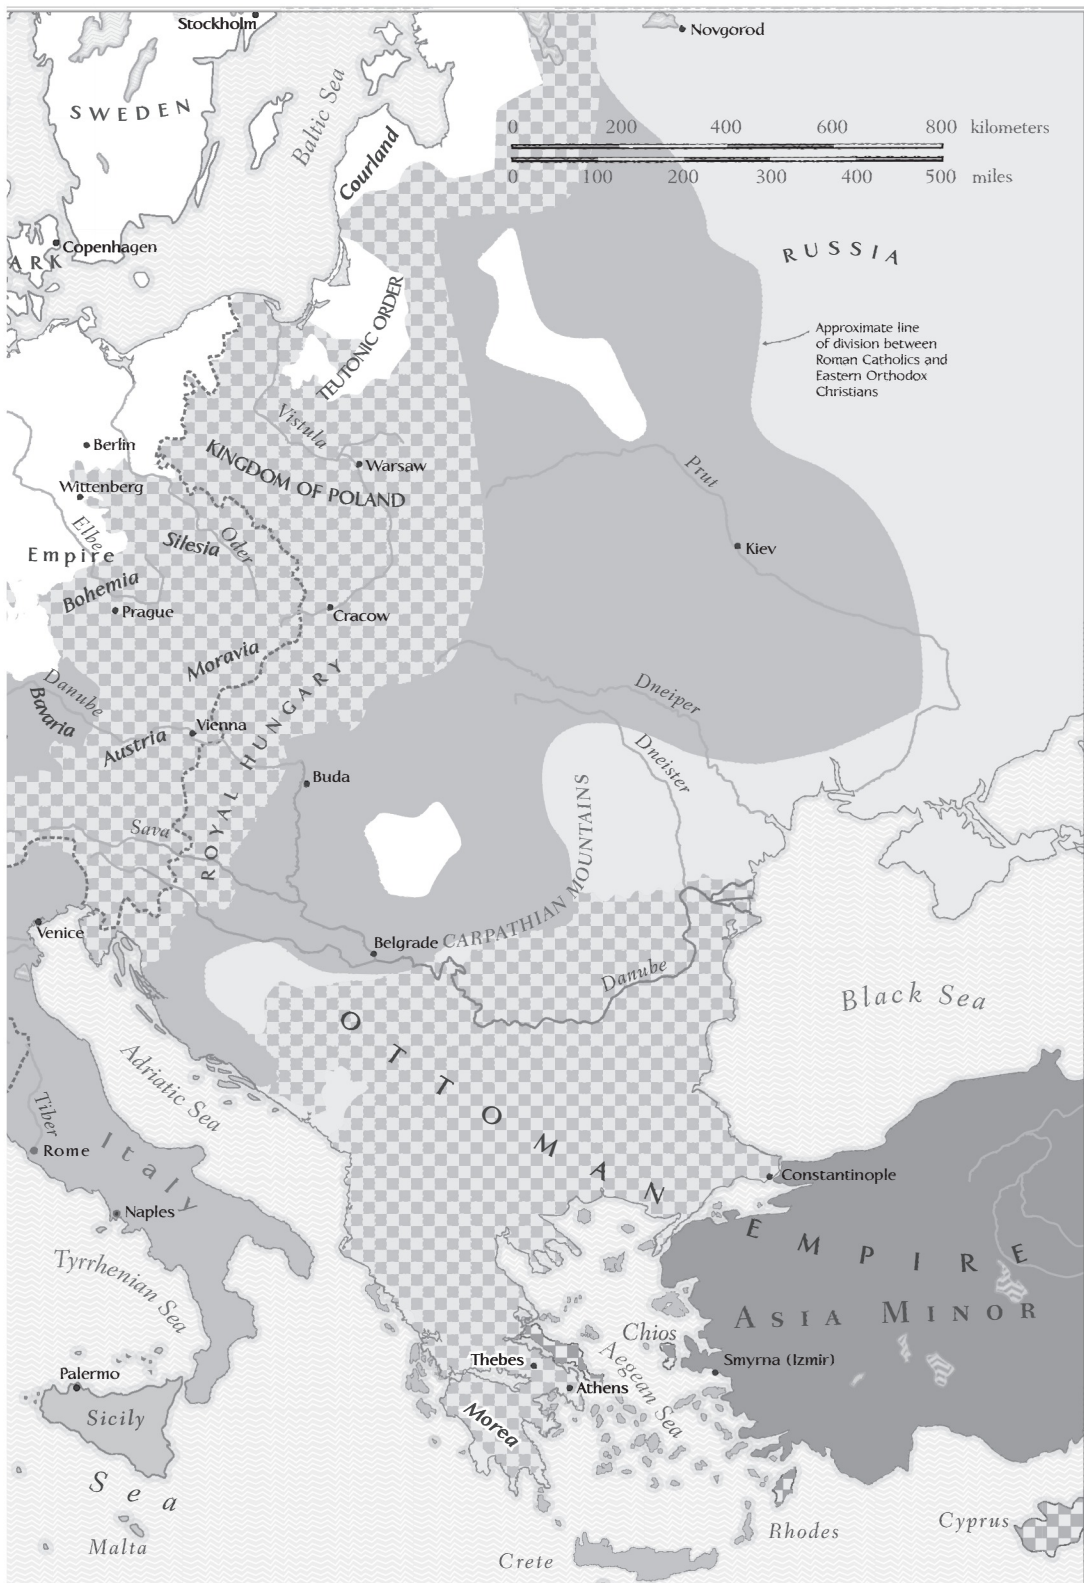 Stockholm
Novgorod
SWEDEN
Baltic Sea
Courland
0 200 400 600 800 kilometers
0 100 200 300 400 500 miles
Copenhagen
ARK
RUSSIA
TEUTONIC ORDER
Approximate line
of division between
Roman Catholics and
Eastern Orthodox
Christians
Vistula
Berlin
KINGDOM OF POLAND
Warsaw
Prut
Wittenberg
Elbe
Oder
Silesia
Empire
Kiev
Bohemia
Prague
Cracow
Moravia
Danube
Bavaria
Dneiper
Vienna
Austria
ROYAL HUNGARY
Dneister
Buda
Sava
CARPATHIAN MOUNTAINS
Venice
Belgrade
Danube
Black Sea
OTTOMAN EMPIRE
Adriatic Sea
Tiber
Rome
Italy
Constantinople
Naples
Tyrrhenian Sea
ASIA MINOR
Chios
Aegean Sea
Thebes
Smyrna (Izmir)
Palermo
Athens
Sicily
Morea
Sea
Malta
Rhodes
Cyprus
Crete